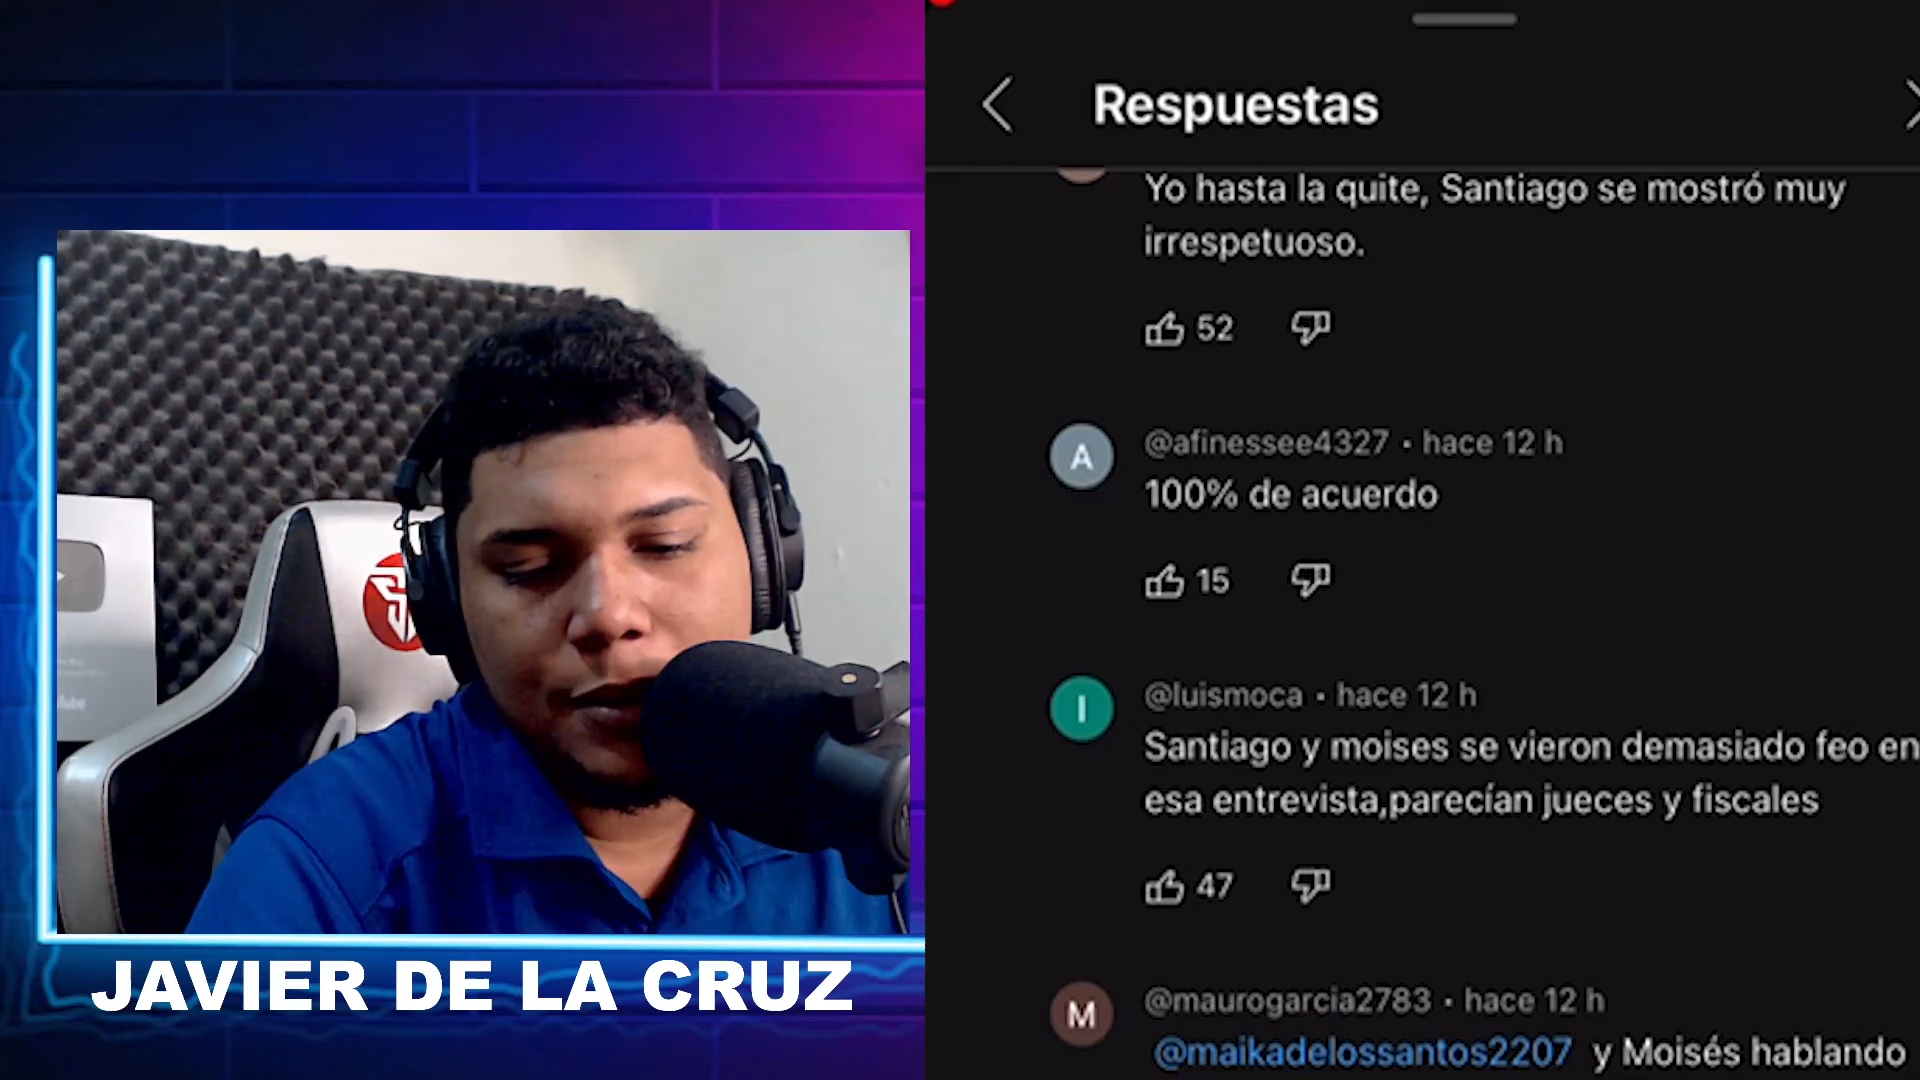 Respuestas
Yo hasta la quite, Santiago se mostró muy
irrespetuoso.
52
A
@afinessee4327 · hace 12 h
100% de acuerdo
15
l
@luismoca · hace 12 h
Santiago y moises se vieron demasiado feo en
esa entrevista,parecían jueces y fiscales
47
M
@maurogarcia2783 · hace 12 h
@maikadelossantos2207 y Moisés hablando
JAVIER DE LA CRUZ